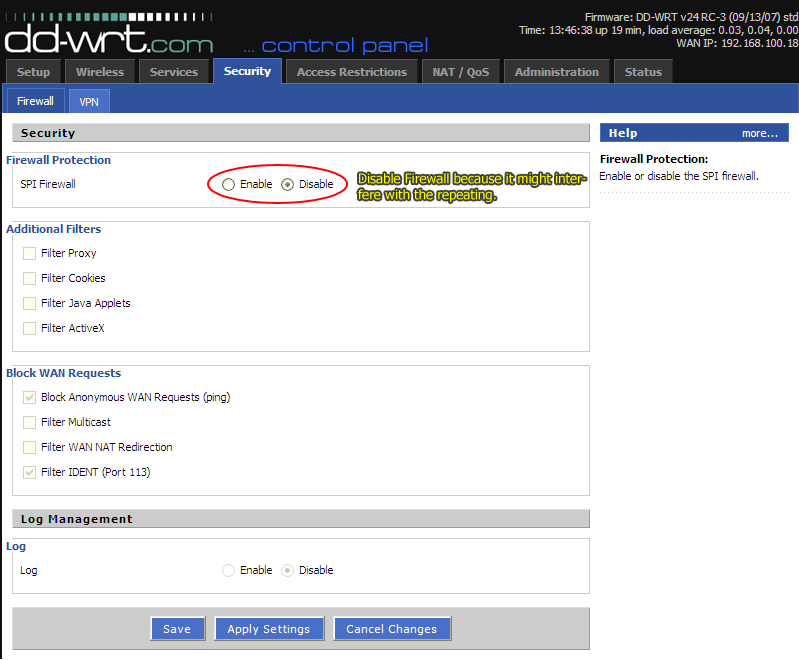 Firmware: DD-WRT v24 RC-3 (09/13/07) std
Time: 13:46:38 up 19 min, load average: 0.03, 0.04, 0.00
WAN IP: 192.168.100.18
dd-wrt.com ... control panel
Setup Wireless Services Security Access Restrictions NAT / QoS Administration Status
Firewall VPN
Security
Firewall Protection
SPI Firewall Enable Disable
Disable Firewall because it might inter-
fere with the repeating.
Additional Filters
Filter Proxy
Filter Cookies
Filter Java Applets
Filter ActiveX
Block WAN Requests
Block Anonymous WAN Requests (ping)
Filter Multicast
Filter WAN NAT Redirection
Filter IDENT (Port 113)
Log Management
Log
Log Enable Disable
Save Apply Settings Cancel Changes
Help more...
Firewall Protection:
Enable or disable the SPI firewall.